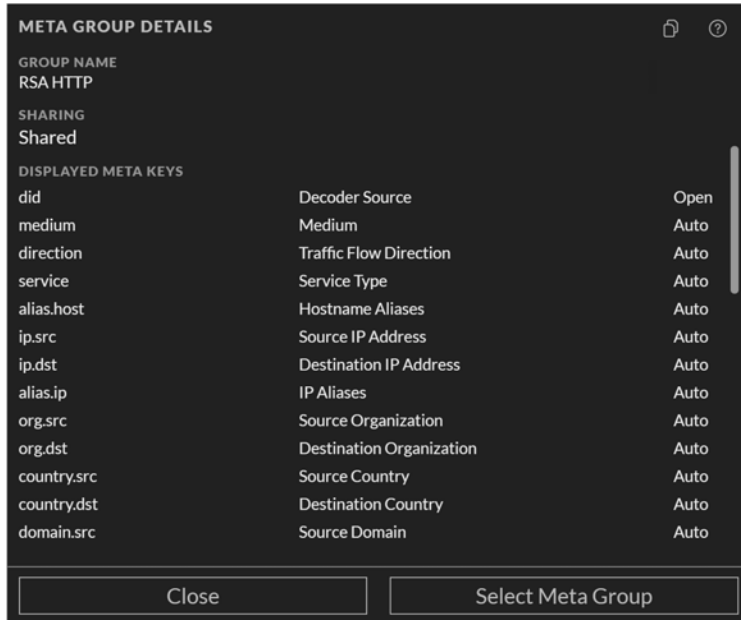 META GROUP DETAILS
GROUP NAME
RSA HTTP
SHARING
Shared
DISPLAYED META KEYS
did Decoder Source Open
medium Medium Auto
direction Traffic Flow Direction Auto
service Service Type Auto
alias.host Hostname Aliases Auto
ip.src Source IP Address Auto
ip.dst Destination IP Address Auto
alias.ip IP Aliases Auto
org.src Source Organization Auto
org.dst Destination Organization Auto
country.src Source Country Auto
country.dst Destination Country Auto
domain.src Source Domain Auto
Close Select Meta Group